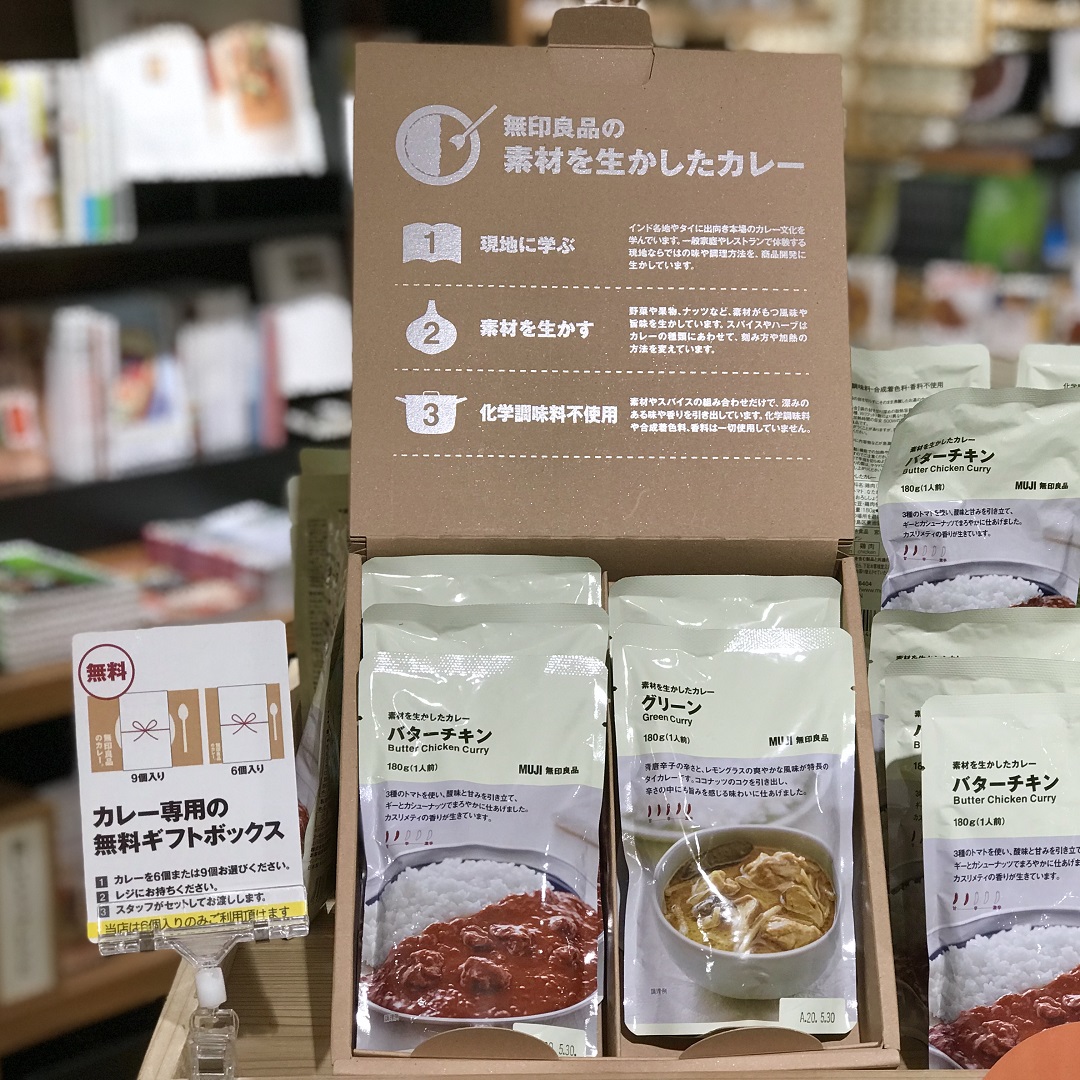 無印良品の
素材を生かしたカレー
1
現地に学ぶ
インド各地やタイに出向き本場のカレー文化を
学んでいます。一般家庭やレストランで体験する
現地ならではの味や調理方法を、商品開発に
生かしています。
2
素材を生かす
野菜や果物、ナッツなど、素材がもつ風味や
旨味を生かしています。スパイスやハーブは
カレーの種類にあわせて、刻み方や加熱の
方法を変えています。
3
化学調味料不使用
素材やスパイスの組み合わせだけで、深みの
ある味や香りを引き出しています。化学調味料
や合成着色料、香料は一切使用していません。
無料
無印良品
のカレー
9個入り
6個入り
カレー専用の
無料ギフトボックス
1 カレーを6個または9個お選びください。
2 レジにお持ちください。
3 スタッフがセットしてお渡しします。
当店は6個入りのみご利用頂けます
素材を生かしたカレー
バターチキン
Butter Chicken Curry
180g(1人前)
MUJI 無印良品
3種のトマトを使い、酸味と甘みを引き立て、
ギーとカシューナッツでまろやかに仕上げました。
カスリメティの香りが生きています。
5.30.
素材を生かしたカレー
グリーン
Green Curry
180g(1人前)
MUJI 無印良品
青唐辛子の辛さと、レモングラスの爽やかな風味が特長の
タイカレーです。ココナッツのコクを引き出し、
辛さの中にも旨みを感じる味わいに仕上げました。
調理例
A.20. 5.30
調味料・合成着色料・香料不使用
素材を生かしたカレー
バターチキン
Butter Chicken Curry
180g(1人前)
MUJI 無印良品
3種のトマトを使い、酸味と甘みを引き立て、
ギーとカシューナッツでまろやかに仕上げました。
カスリメティの香りが生きています。
鶏肉
素材を生かしたカレー
バターチキン
Butter Chicken Curry
180g(1人前)
3種のトマトを使い、酸味と甘みを引き立
ギーとカシューナッツでまろやかに仕上げま
カスリメティの香りが生きています。